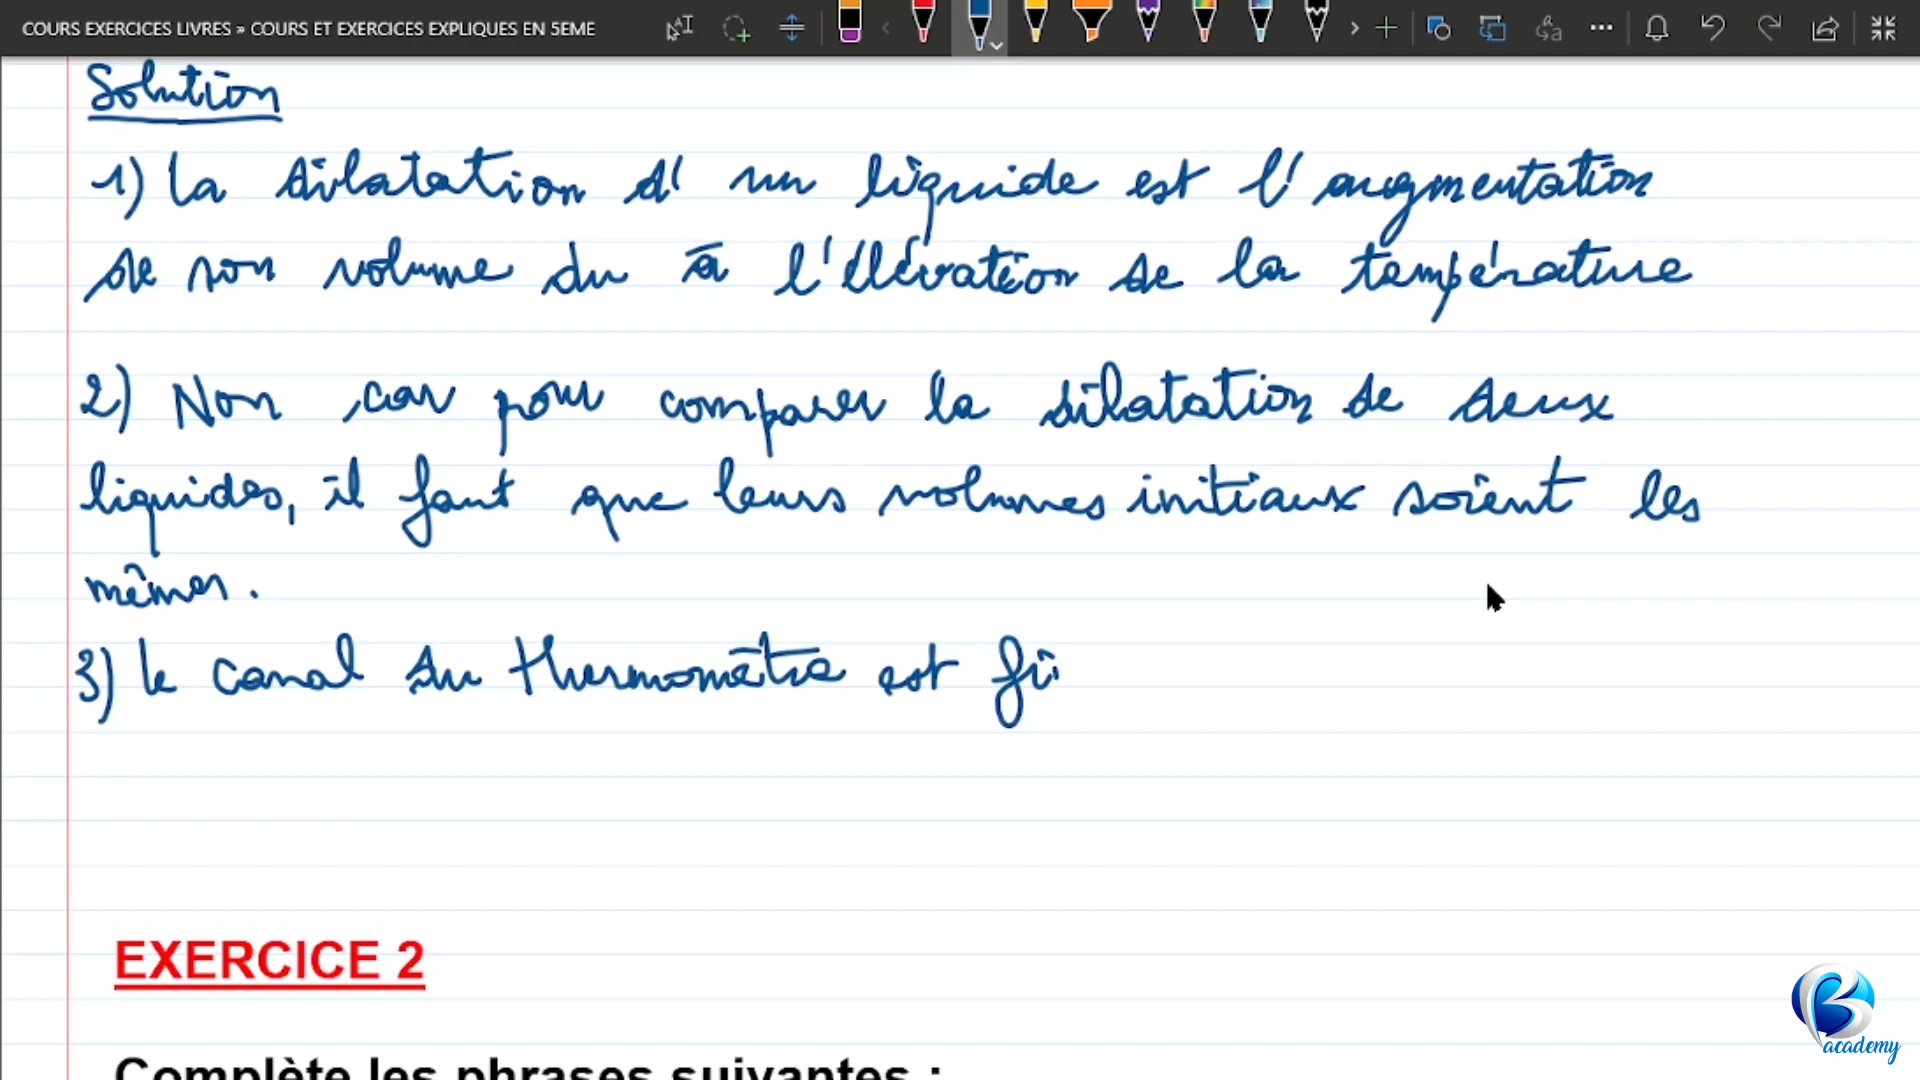 COURS EXERCICES LIVRES » COURS ET EXERCICES EXPLIQUES EN 5EME
Solution
1) La dilatation d' un liquide est l'augmentation
de son volume du à l'élévation de la température
2) Non , car pour comparer la dilatation de deux
liquides, il faut que leurs volumes initiaux soient les
mêmes.
3) le canal du thermomètre est fi
EXERCICE 2
Complète les phrases suivantes :
B academy